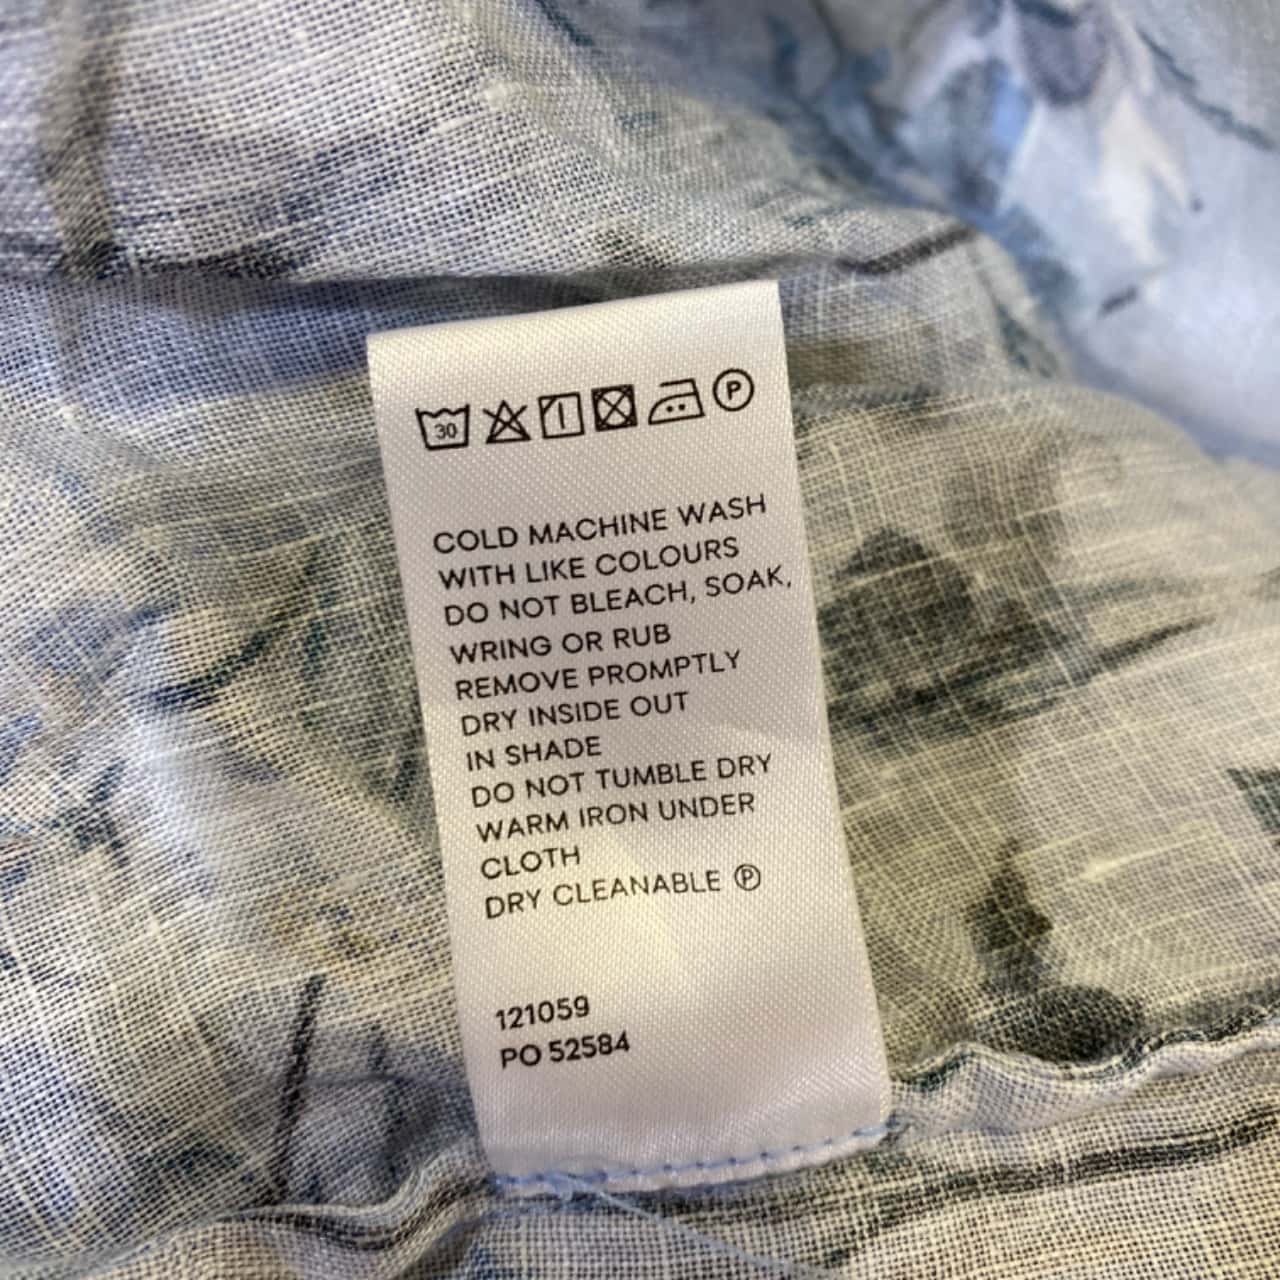 30 P
COLD MACHINE WASH
WITH LIKE COLOURS
DO NOT BLEACH, SOAK,
WRING OR RUB
REMOVE PROMPTLY
DRY INSIDE OUT
IN SHADE
DO NOT TUMBLE DRY
WARM IRON UNDER
CLOTH
DRY CLEANABLE Ⓟ
121059
PO 52584